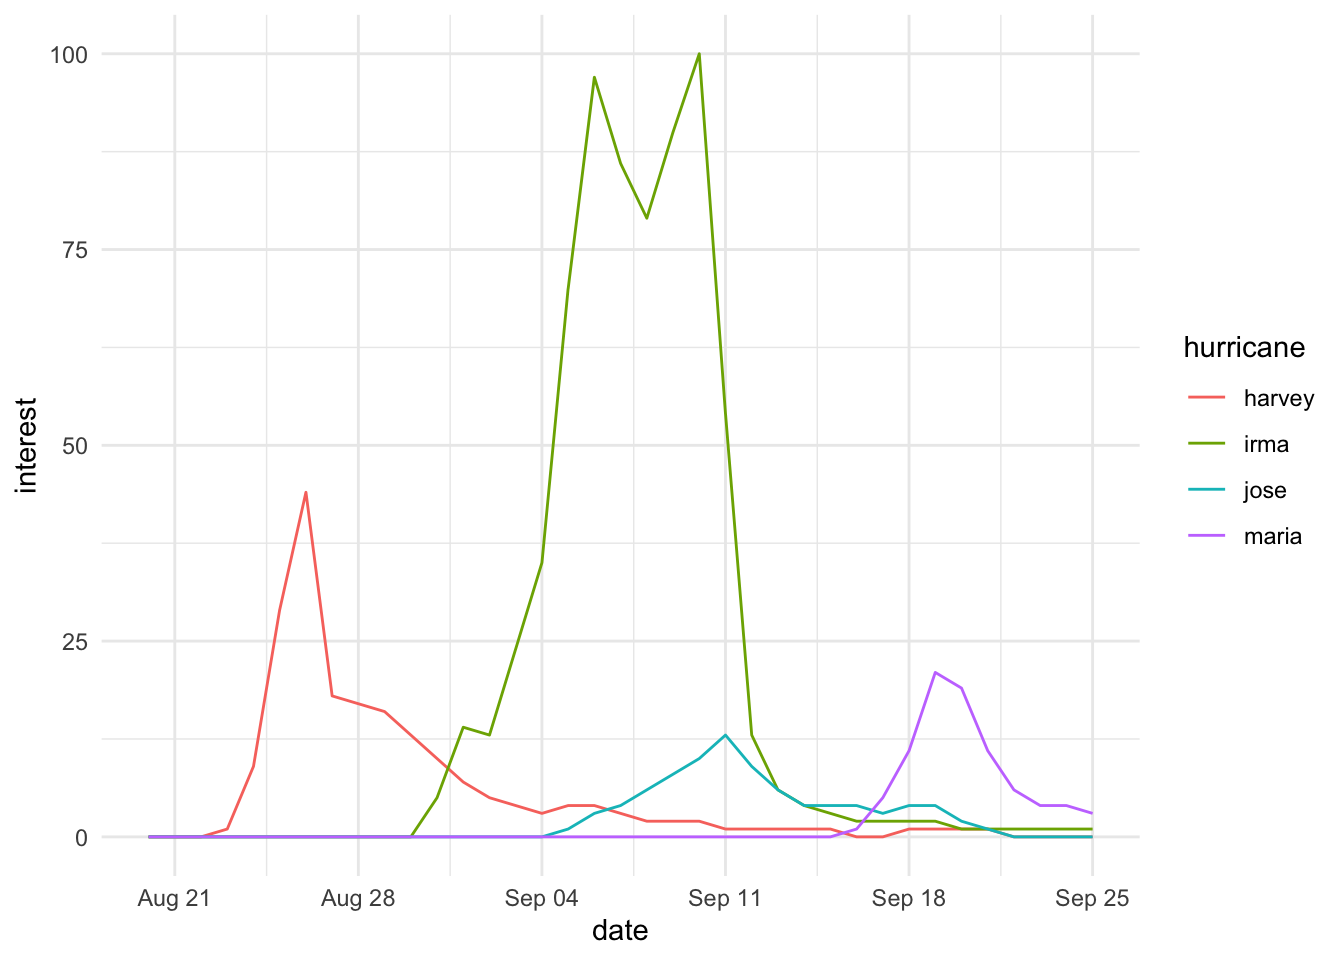 100
75
50
25
0
interest
Aug 21
Aug 28
Sep 04
Sep 11
Sep 18
Sep 25
date
hurricane
harvey
irma
jose
maria